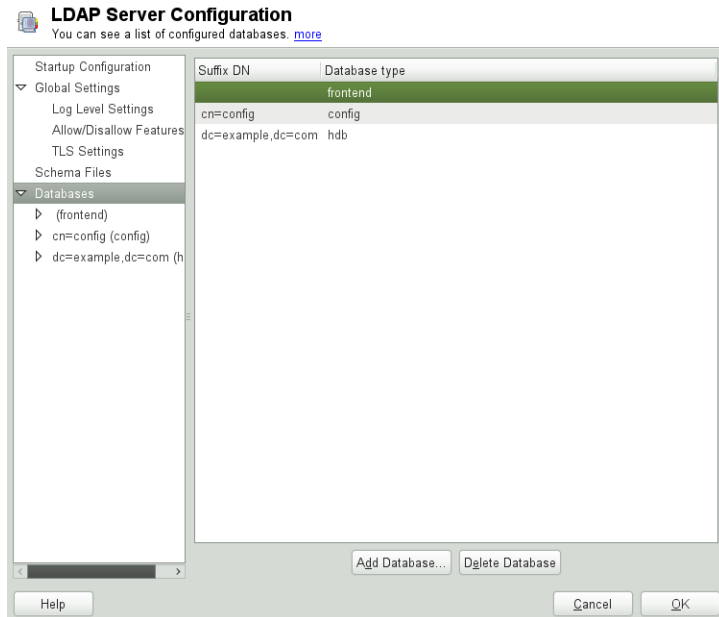 LDAP Server Configuration
You can see a list of configured databases. more
Startup Configuration
Global Settings
Log Level Settings
Allow/Disallow Features
TLS Settings
Schema Files
Databases
(frontend)
cn=config (config)
dc=example,dc=com (h
Suffix DN Database type
frontend
cn=config config
dc=example,dc=com hdb
Add Database... Delete Database
Help Cancel OK